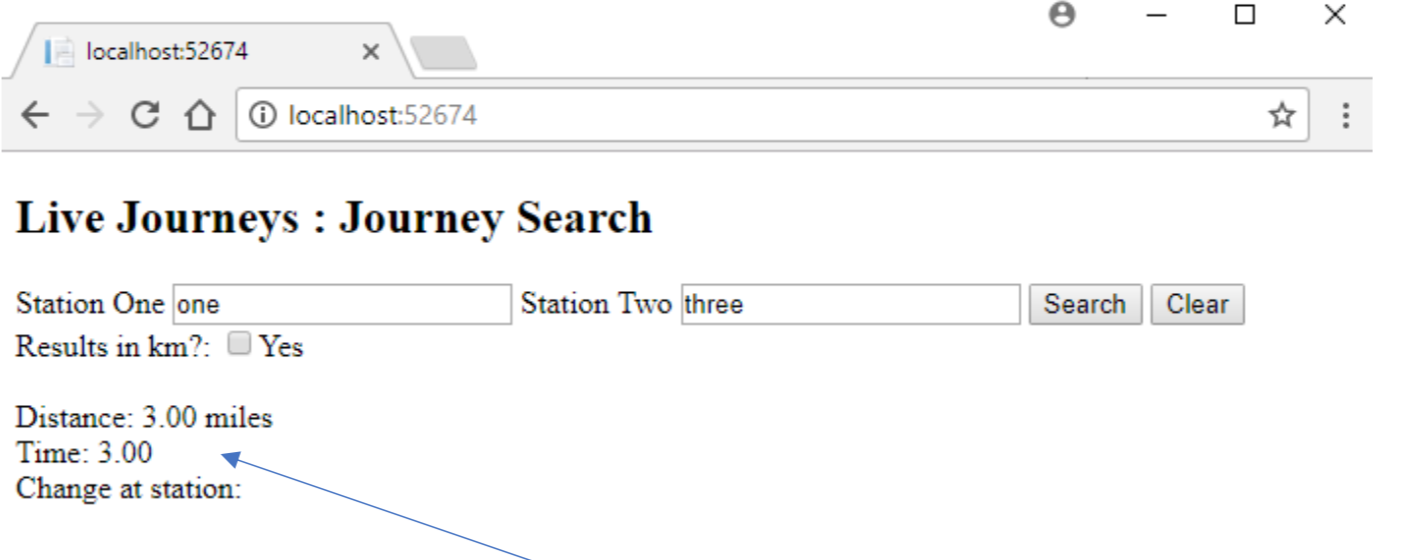 localhost:52674
localhost:52674
Live Journeys : Journey Search
Station One one Station Two three Search Clear
Results in km?: Yes
Distance: 3.00 miles
Time: 3.00
Change at station: